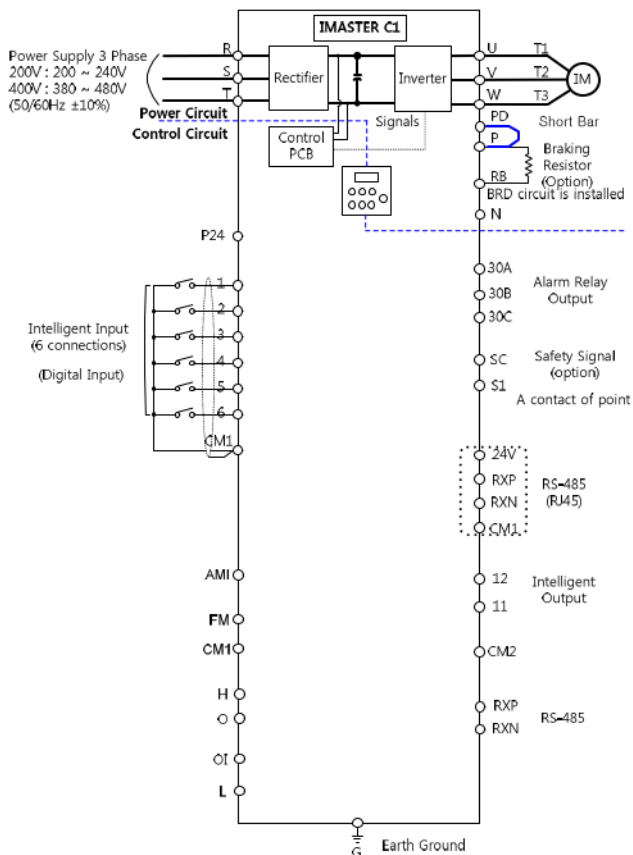 IMASTER C1
Power Supply 3 Phase
200V : 200 ~ 240V
400V : 380 ~ 480V
(50/60Hz ±10%)
R
S
T
Rectifier
Inverter
U
V
W
T1
T2
T3
IM
Power Circuit
Control Circuit
Signals
Control
PCB
PD
P
RB
N
Short Bar
Braking
Resistor
(Option)
BRD circuit is installed
P24
1
2
3
4
5
6
CM1
Intelligent Input
(6 connections)
(Digital Input)
30A
30B
30C
Alarm Relay
Output
SC
S1
Safety Signal
(option)
A contact of point
24V
RXP
RXN
CM1
RS-485
(RJ45)
AMI
FM
CM1
H
O
OI
L
12
11
Intelligent
Output
CM2
RXP
RXN
RS-485
G
Earth Ground